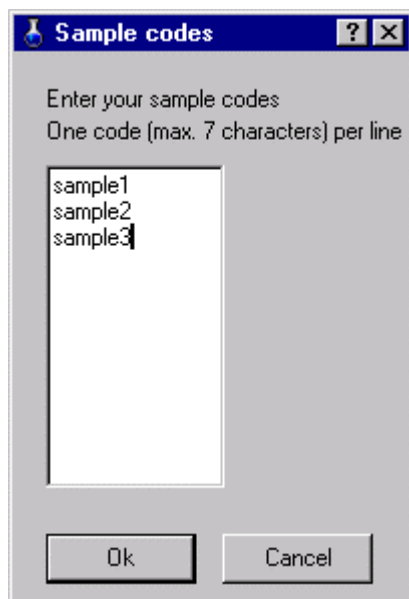 Sample codes
Enter your sample codes
One code (max. 7 characters) per line
sample1
sample2
sample3
Ok Cancel